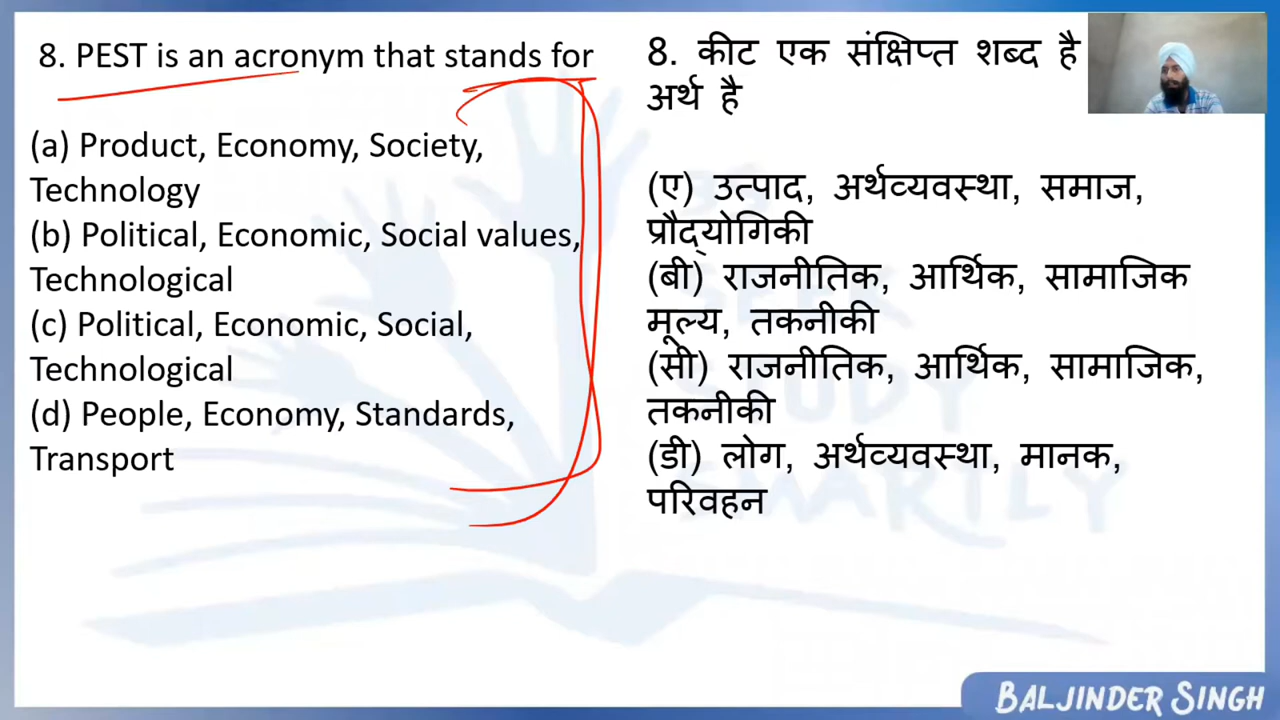 8. PEST is an acronym that stands for
(a) Product, Economy, Society,
Technology
(b) Political, Economic, Social values,
Technological
(c) Political, Economic, Social,
Technological
(d) People, Economy, Standards,
Transport
8. कीट एक संक्षिप्त शब्द है
अर्थ है
(ए) उत्पाद, अर्थव्यवस्था, समाज,
प्रौद्योगिकी
(बी) राजनीतिक, आर्थिक, सामाजिक
मूल्य, तकनीकी
(सी) राजनीतिक, आर्थिक, सामाजिक,
तकनीकी
(डी) लोग, अर्थव्यवस्था, मानक,
परिवहन
STUDY
BALJINDER SINGH